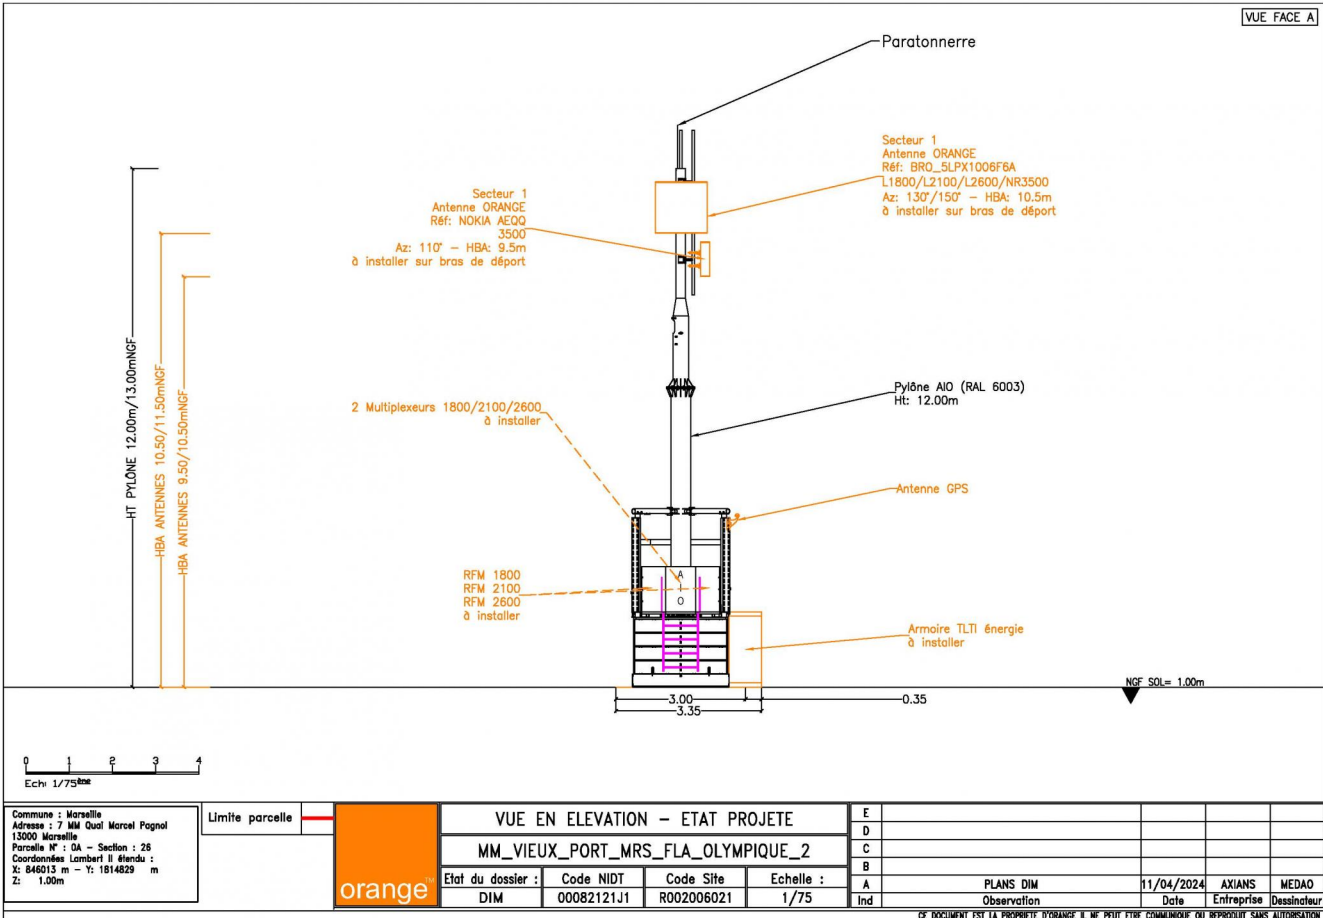 VUE FACE A
Paratonnerre
Secteur 1
Antenne ORANGE
Réf: BRO_5LPX1006F6A
L1800/L2100/L2600/NR3500
Az: 130°/150° - HBA: 10.5m
à installer sur bras de déport
Secteur 1
Antenne ORANGE
Réf: NOKIA AEQQ
3500
Az: 110° - HBA: 9.5m
à installer sur bras de déport
HT PYLÔNE 12.00m/13.00mNGF
HBA ANTENNES 10.50/11.50mNGF
HBA ANTENNES 9.50/10.50mNGF
Pylône AIO (RAL 6003)
Ht: 12.00m
2 Multiplexeurs 1800/2100/2600
à installer
Antenne GPS
RFM 1800
RFM 2100
RFM 2600
à installer
A
I
O
Armoire TLTI énergie
à installer
NGF SOL= 1.00m
3.00
0.35
3.35
0 1 2 3 4
Ech: 1/75ème
Commune : Marseille
Adresse : 7 MM Quai Marcel Pagnol
13000 Marseille
Parcelle N° : 0A - Section : 26
Coordonnées Lambert II étendu :
X: 846013 m - Y: 1814829 m
Z: 1.00m
Limite parcelle
orange™
VUE EN ELEVATION - ETAT PROJETE
MM_VIEUX_PORT_MRS_FLA_OLYMPIQUE_2
Etat du dossier : Code NIDT Code Site Echelle :
DIM 00082121J1 R002006021 1/75
E
D
C
B
A PLANS DIM 11/04/2024 AXIANS MEDAO
Ind Observation Date Entreprise Dessinateur
CE DOCUMENT EST LA PROPRIETE D'ORANGE IL NE PEUT ETRE COMMUNIQUE OU REPRODUIT SANS AUTORISATION